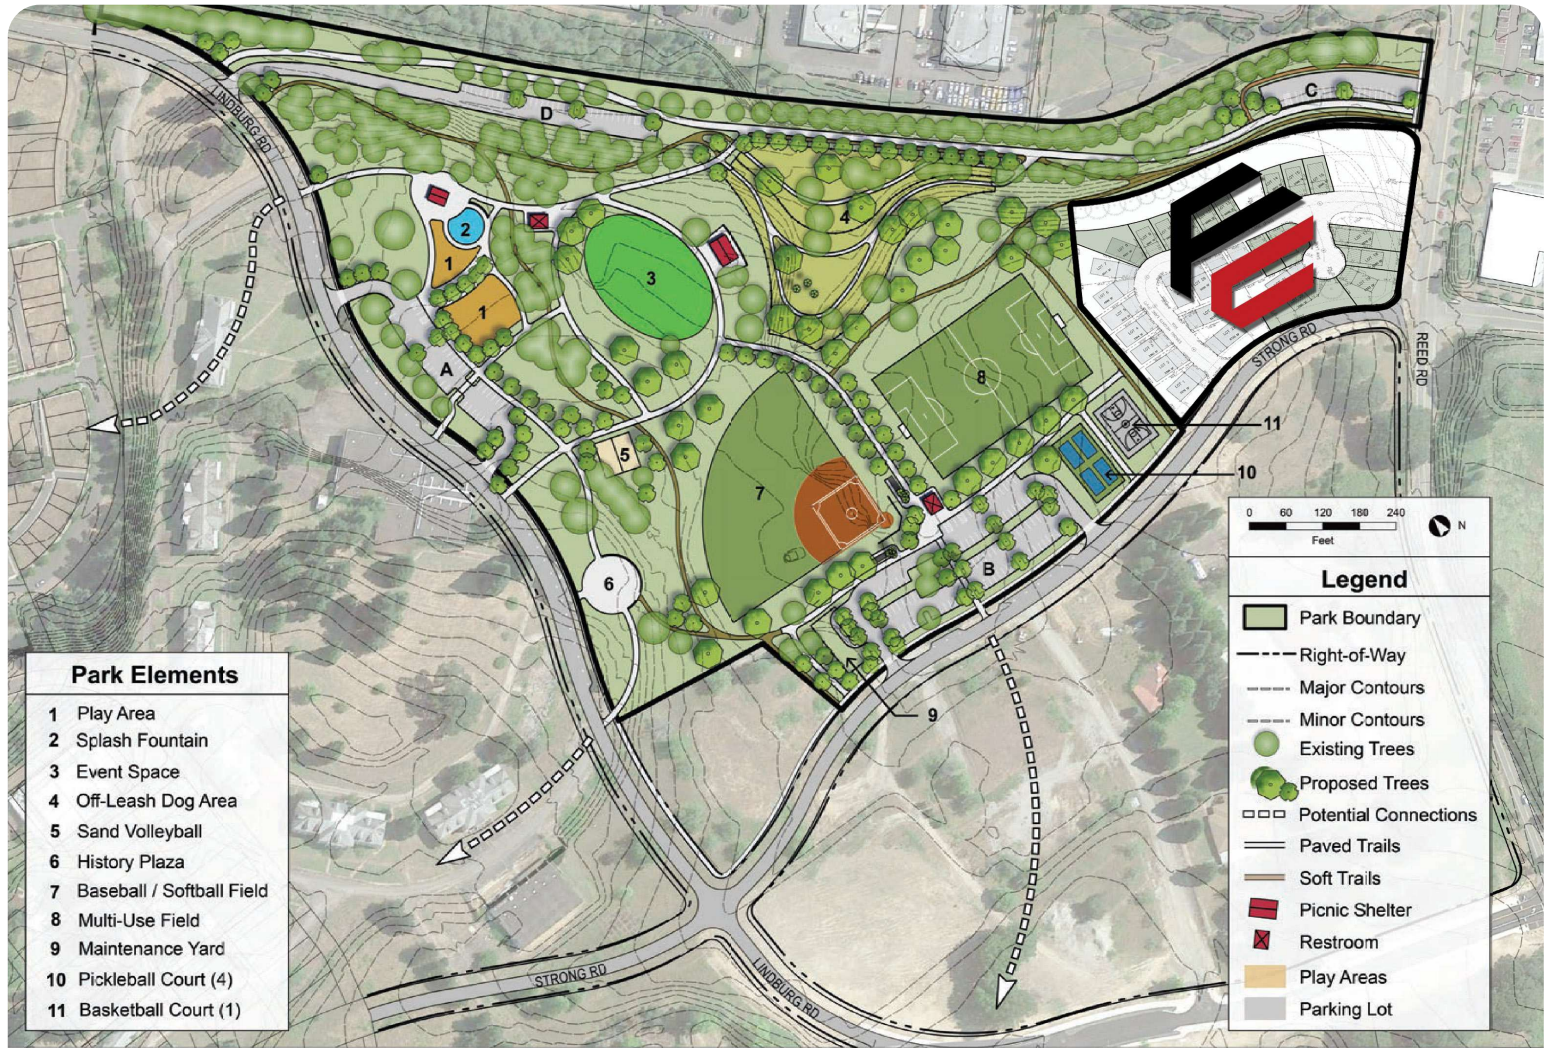 LINDBURG RD
D
C
2
1
1
3
4
A
8
5
7
6
B
STRONG RD
REED RD
11
10
9
0 60 120 180 240
Feet
N
Legend
Park Boundary
Right-of-Way
Major Contours
Minor Contours
Existing Trees
Proposed Trees
Potential Connections
Paved Trails
Soft Trails
Picnic Shelter
Restroom
Play Areas
Parking Lot
Park Elements
1 Play Area
2 Splash Fountain
3 Event Space
4 Off-Leash Dog Area
5 Sand Volleyball
6 History Plaza
7 Baseball / Softball Field
8 Multi-Use Field
9 Maintenance Yard
10 Pickleball Court (4)
11 Basketball Court (1)
STRONG RD
LINDBURG RD